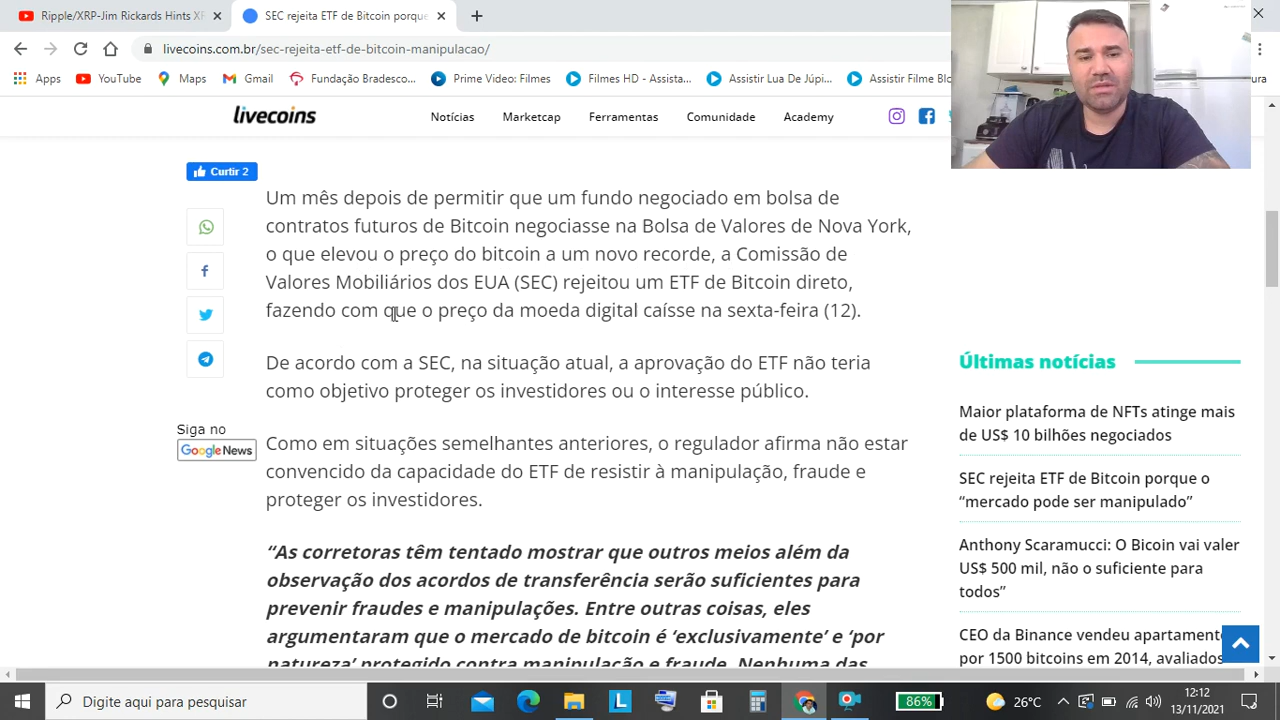 Ripple/XRP-Jim Rickards Hints XR
SEC rejeita ETF de Bitcoin porque
livecoins.com.br/sec-rejeita-etf-de-bitcoin-manipulacao/
Apps YouTube Maps Gmail Fundação Bradesco... Prime Video: Filmes Filmes HD - Assista... Assistir Lua De Júpi... Assistir Filme Blo
livecoins
Notícias Marketcap Ferramentas Comunidade Academy
Curtir 2
Um mês depois de permitir que um fundo negociado em bolsa de
contratos futuros de Bitcoin negociasse na Bolsa de Valores de Nova York,
o que elevou o preço do bitcoin a um novo recorde, a Comissão de
Valores Mobiliários dos EUA (SEC) rejeitou um ETF de Bitcoin direto,
fazendo com que o preço da moeda digital caísse na sexta-feira (12).
De acordo com a SEC, na situação atual, a aprovação do ETF não teria
como objetivo proteger os investidores ou o interesse público.
Siga no
Google News
Como em situações semelhantes anteriores, o regulador afirma não estar
convencido da capacidade do ETF de resistir à manipulação, fraude e
proteger os investidores.
“As corretoras têm tentado mostrar que outros meios além da
observação dos acordos de transferência serão suficientes para
prevenir fraudes e manipulações. Entre outras coisas, eles
argumentaram que o mercado de bitcoin é ‘exclusivamente’ e ‘por
natureza’ protegido contra manipulação e fraude. Nenhuma das
Últimas notícias
Maior plataforma de NFTs atinge mais
de US$ 10 bilhões negociados
SEC rejeita ETF de Bitcoin porque o
“mercado pode ser manipulado”
Anthony Scaramucci: O Bicoin vai valer
US$ 500 mil, não o suficiente para
todos”
CEO da Binance vendeu apartamento
por 1500 bitcoins em 2014, avaliados
Digite aqui para pesquisar
86%
26°C
12:12
13/11/2021